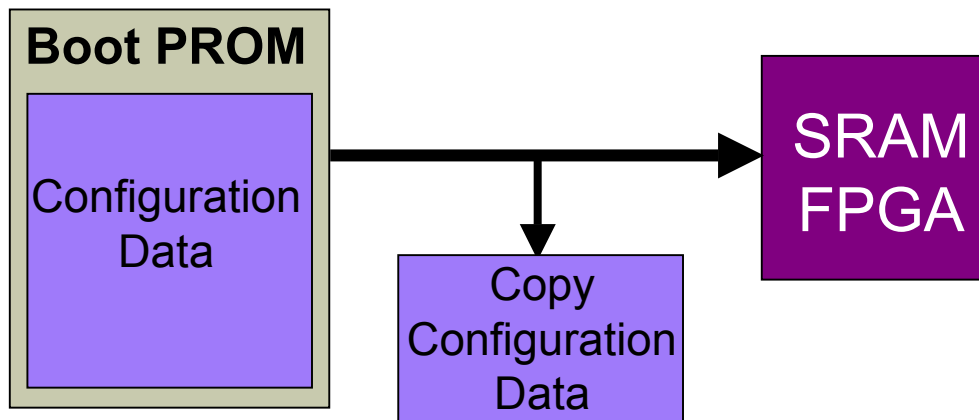 Boot PROM
Configuration
Data
SRAM
FPGA
Copy
Configuration
Data